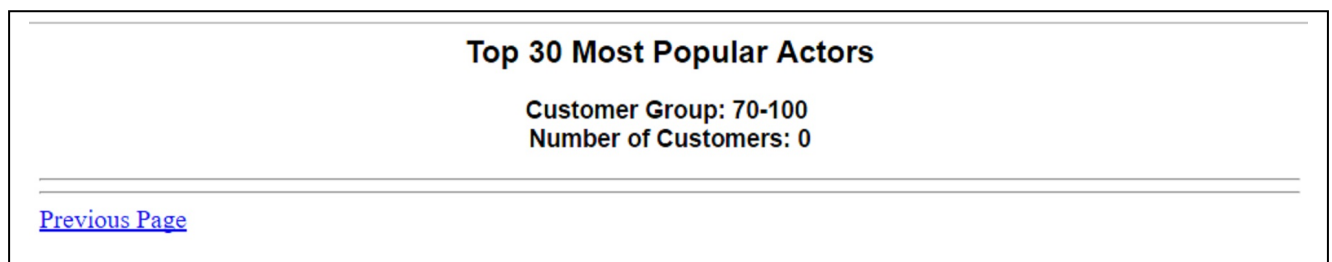 Top 30 Most Popular Actors
Customer Group: 70-100
Number of Customers: 0
Previous Page